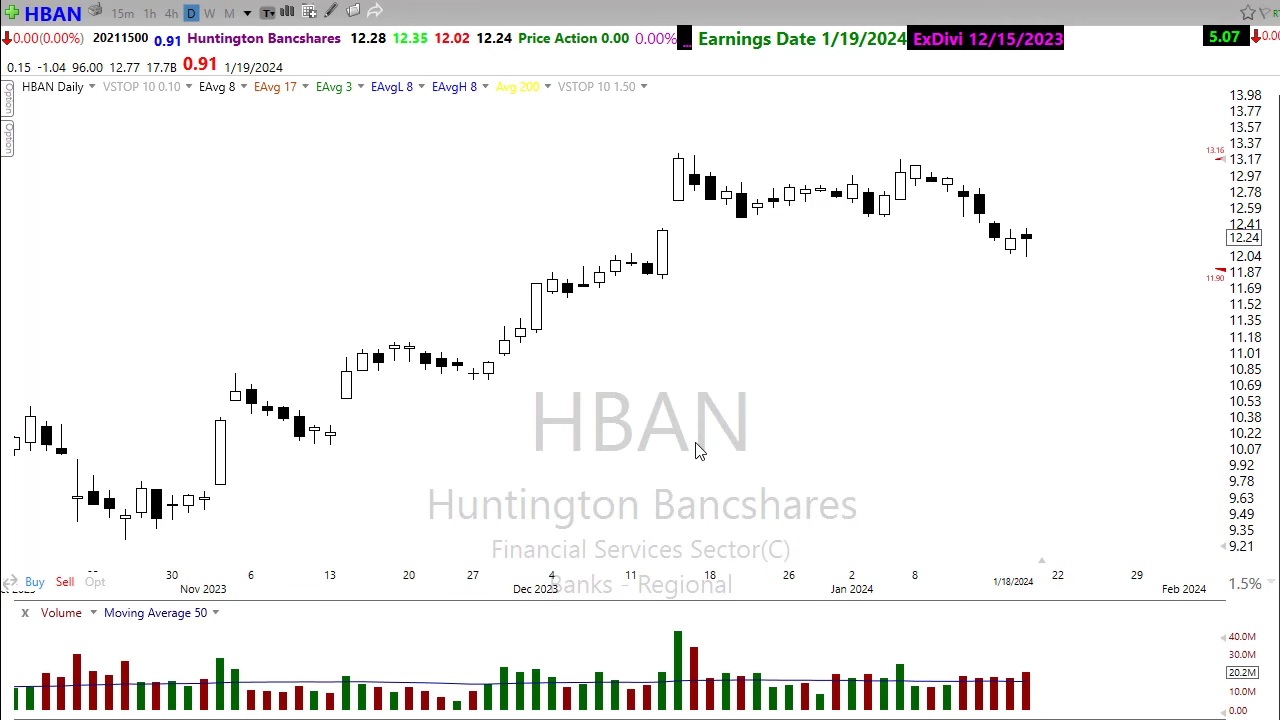 HBAN 15m 1h 4h D W M T
0.00(0.00%) 20211500 0.91 Huntington Bancshares 12.28 12.35 12.02 12.24 Price Action 0.00 0.00% ... Earnings Date 1/19/2024 ExDivi 12/15/2023 5.07
0.15 -1.04 96.00 12.77 17.7B 0.91 1/19/2024
HBAN Daily VSTOP 10 0.10 EAvg 8 EAvg 17 EAvg 3 EAvgL 8 EAvgH 8 Avg 200 VSTOP 10 1.50
Option
Option
13.98
13.77
13.57
13.37
13.16
13.17
12.97
12.78
12.59
12.41
12.24
12.04
11.87
11.90
11.69
11.52
11.35
11.18
11.01
10.85
10.69
10.53
10.38
10.22
10.07
9.92
9.78
9.63
9.49
9.35
9.21
HBAN
Huntington Bancshares
Financial Services Sector(C)
Banks - Regional
30 6 13 20 27 4 11 18 26 2 8 1/18/2024 22 29
Buy Sell Opt 1.5%
Nov 2023 Dec 2023 Jan 2024 Feb 2024
X Volume Moving Average 50
40.0M
30.0M
20.2M
10.0M
0.00